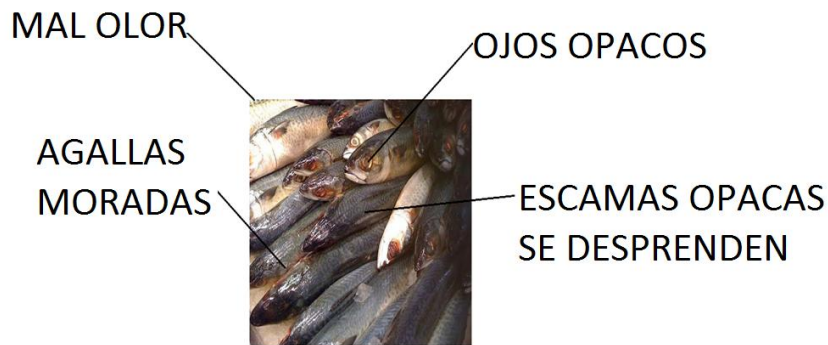 MAL OLOR
OJOS OPACOS
AGALLAS
MORADAS
ESCAMAS OPACAS
SE DESPRENDEN